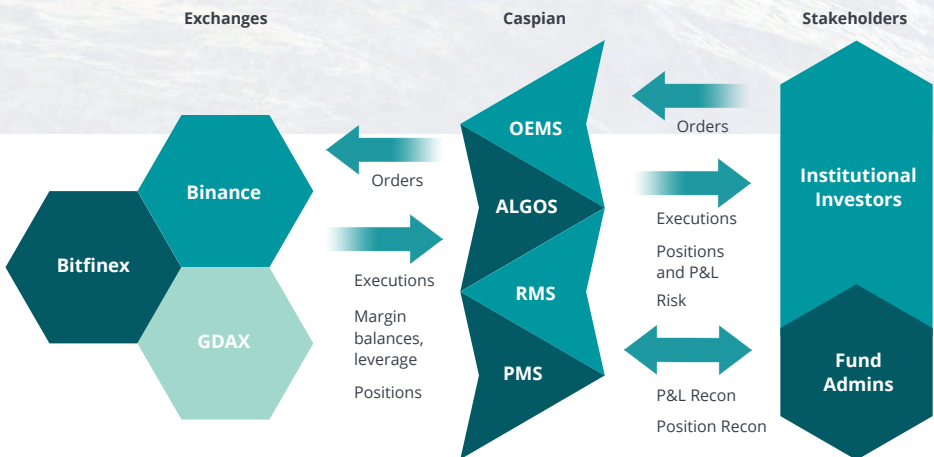 Exchanges
Caspian
Stakeholders
Binance
Bitfinex
GDAX
Orders
Executions
Margin
balances,
leverage
Positions
OEMS
ALGOS
RMS
PMS
Orders
Executions
Positions
and P&L
Risk
P&L Recon
Position Recon
Institutional
Investors
Fund
Admins